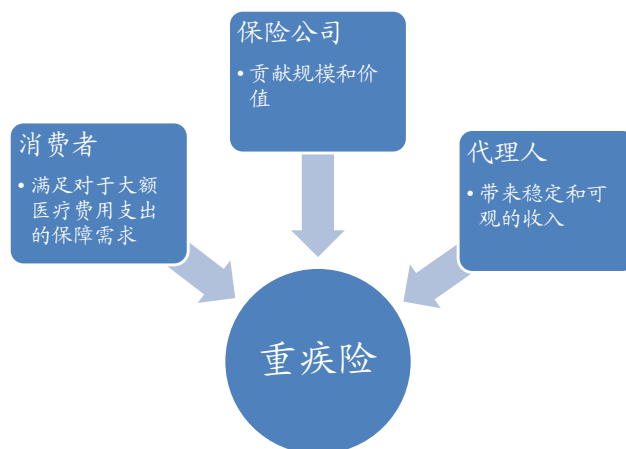 保险公司
• 贡献规模和价
值
消费者
• 满足对于大额
医疗费用支出
的保障需求
代理人
• 带来稳定和可
观的收入
重疾险